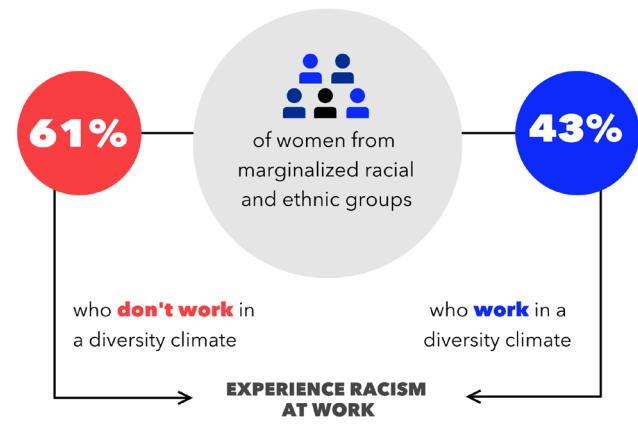 61%
of women from
marginalized racial
and ethnic groups
43%
who don't work in
a diversity climate
who work in a
diversity climate
EXPERIENCE RACISM
AT WORK